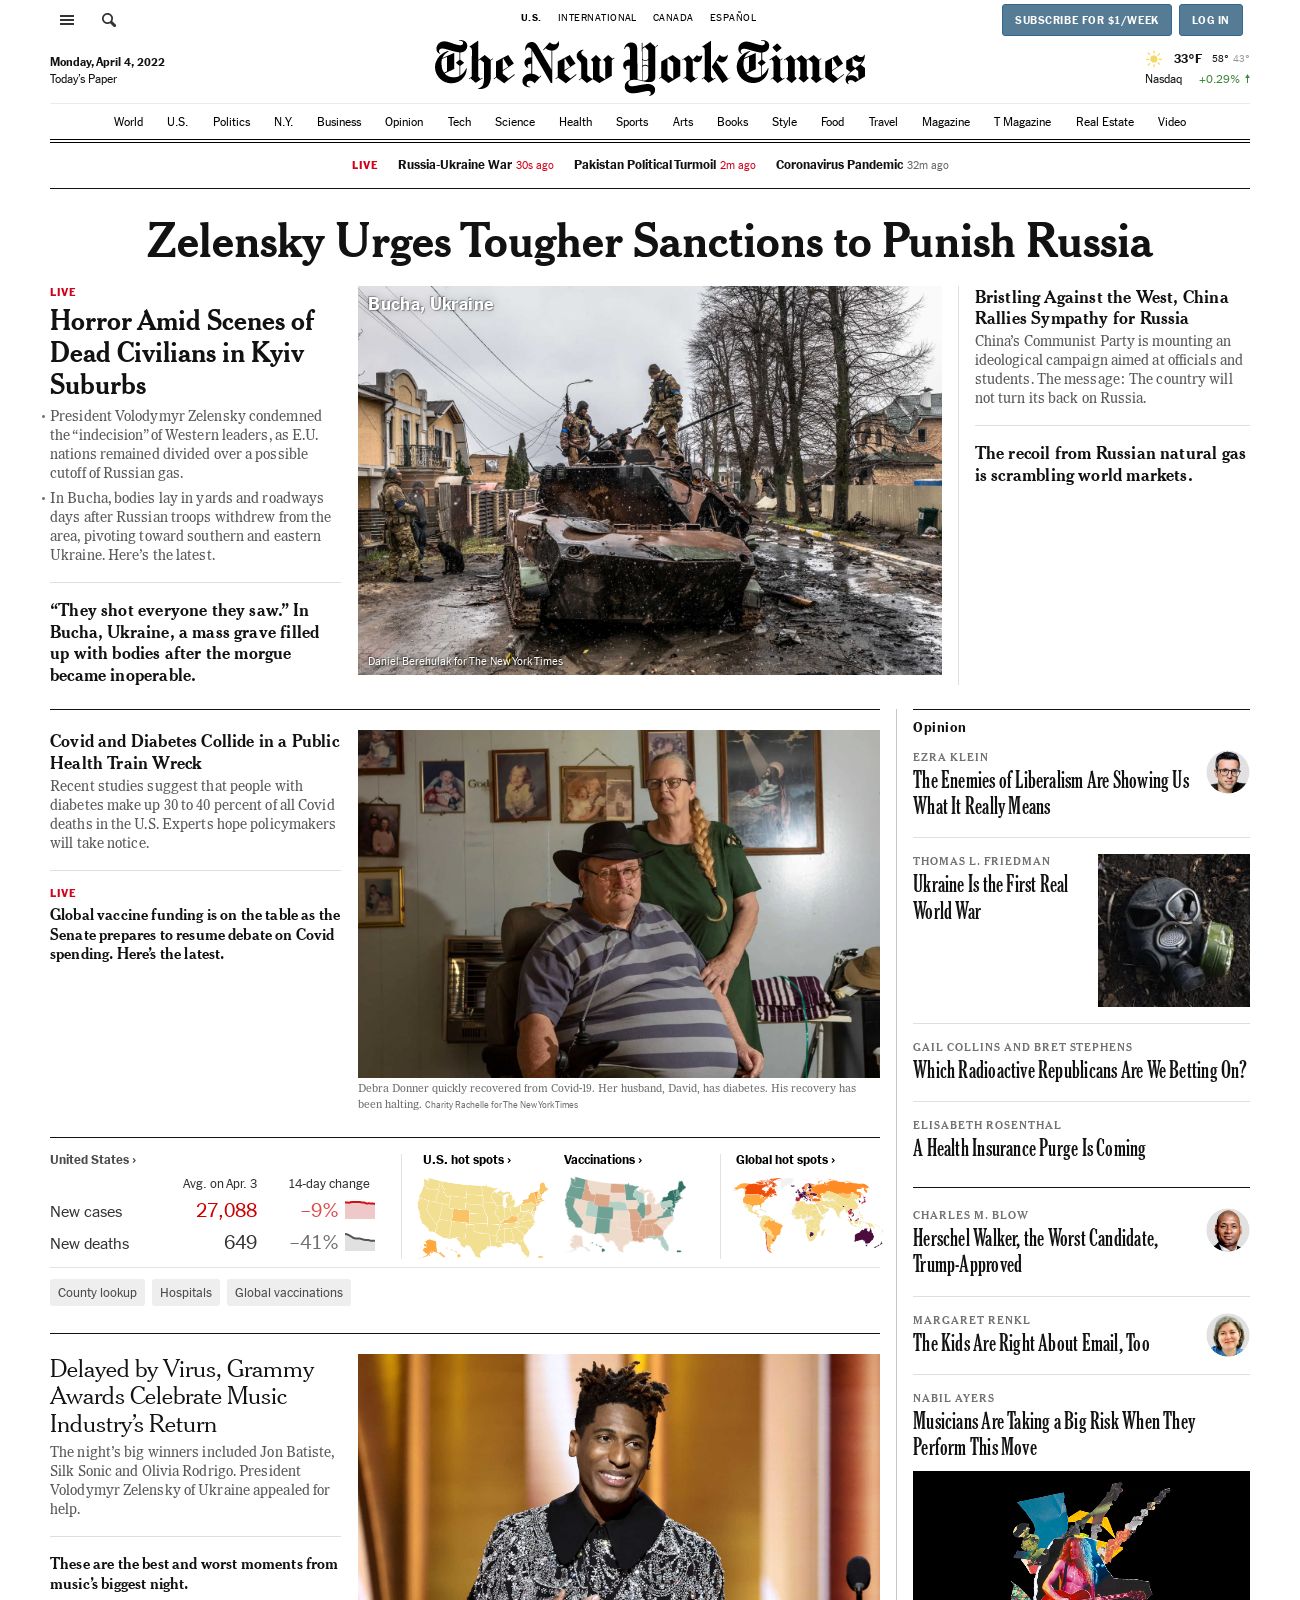 U.S. INTERNATIONAL CANADA ESPAÑOL
SUBSCRIBE FOR $1/WEEK LOG IN
Monday, April 4, 2022
Today's Paper
The New York Times
33°F 58° 43°
Nasdaq +0.29% ↑
World U.S. Politics N.Y. Business Opinion Tech Science Health Sports Arts Books Style Food Travel Magazine T Magazine Real Estate Video
LIVE Russia-Ukraine War 30s ago Pakistan Political Turmoil 2m ago Coronavirus Pandemic 32m ago
Zelensky Urges Tougher Sanctions to Punish Russia
LIVE
Horror Amid Scenes of
Dead Civilians in Kyiv
Suburbs
• President Volodymyr Zelensky condemned
the “indecision” of Western leaders, as E.U.
nations remained divided over a possible
cutoff of Russian gas.
• In Bucha, bodies lay in yards and roadways
days after Russian troops withdrew from the
area, pivoting toward southern and eastern
Ukraine. Here’s the latest.
“They shot everyone they saw.” In
Bucha, Ukraine, a mass grave filled
up with bodies after the morgue
became inoperable.
Bucha, Ukraine
Daniel Berehulak for The New York Times
Bristling Against the West, China
Rallies Sympathy for Russia
China’s Communist Party is mounting an
ideological campaign aimed at officials and
students. The message: The country will
not turn its back on Russia.
The recoil from Russian natural gas
is scrambling world markets.
Covid and Diabetes Collide in a Public
Health Train Wreck
Recent studies suggest that people with
diabetes make up 30 to 40 percent of all Covid
deaths in the U.S. Experts hope policymakers
will take notice.
LIVE
Global vaccine funding is on the table as the
Senate prepares to resume debate on Covid
spending. Here’s the latest.
God
Debra Donner quickly recovered from Covid-19. Her husband, David, has diabetes. His recovery has
been halting. Charity Rachelle for The New York Times
United States ›
Avg. on Apr. 3 14-day change
New cases 27,088 –9%
New deaths 649 –41%
U.S. hot spots › Vaccinations › Global hot spots ›
County lookup Hospitals Global vaccinations
Delayed by Virus, Grammy
Awards Celebrate Music
Industry’s Return
The night’s big winners included Jon Batiste,
Silk Sonic and Olivia Rodrigo. President
Volodymyr Zelensky of Ukraine appealed for
help.
These are the best and worst moments from
music’s biggest night.
Opinion
EZRA KLEIN
The Enemies of Liberalism Are Showing Us
What It Really Means
THOMAS L. FRIEDMAN
Ukraine Is the First Real
World War
GAIL COLLINS AND BRET STEPHENS
Which Radioactive Republicans Are We Betting On?
ELISABETH ROSENTHAL
A Health Insurance Purge Is Coming
CHARLES M. BLOW
Herschel Walker, the Worst Candidate,
Trump-Approved
MARGARET RENKL
The Kids Are Right About Email, Too
NABIL AYERS
Musicians Are Taking a Big Risk When They
Perform This Move